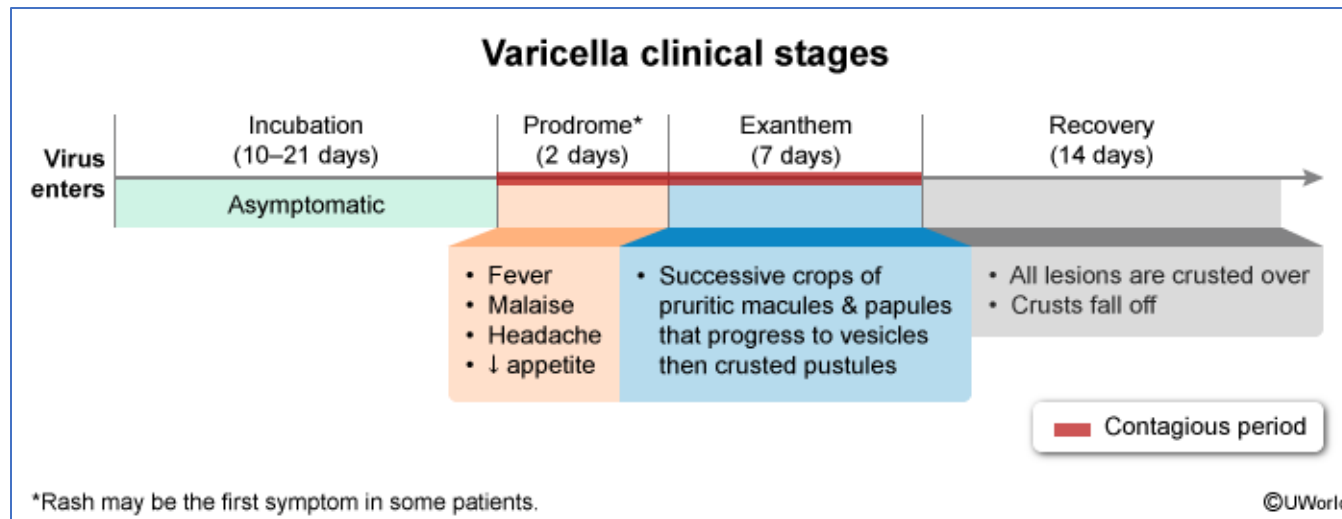 Varicella clinical stages
Virus enters
Incubation
(10–21 days)
Prodrome*
(2 days)
Exanthem
(7 days)
Recovery
(14 days)
Asymptomatic
• Fever
• Malaise
• Headache
• ↓ appetite
• Successive crops of
pruritic macules & papules
that progress to vesicles
then crusted pustules
• All lesions are crusted over
• Crusts fall off
Contagious period
*Rash may be the first symptom in some patients.
©UWorld